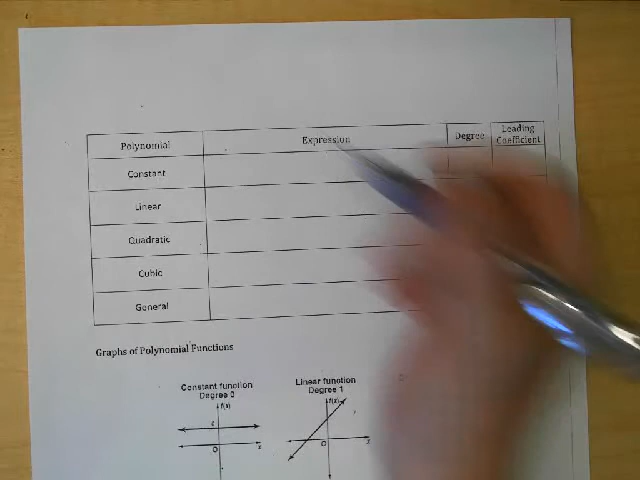 Polynomial Expression Degree Leading Coefficient
Constant
Linear
Quadratic
Cubic
General
Graphs of Polynomial Functions
Constant function Linear function
Degree 0 Degree 1
f(x) f(x)
O x O x